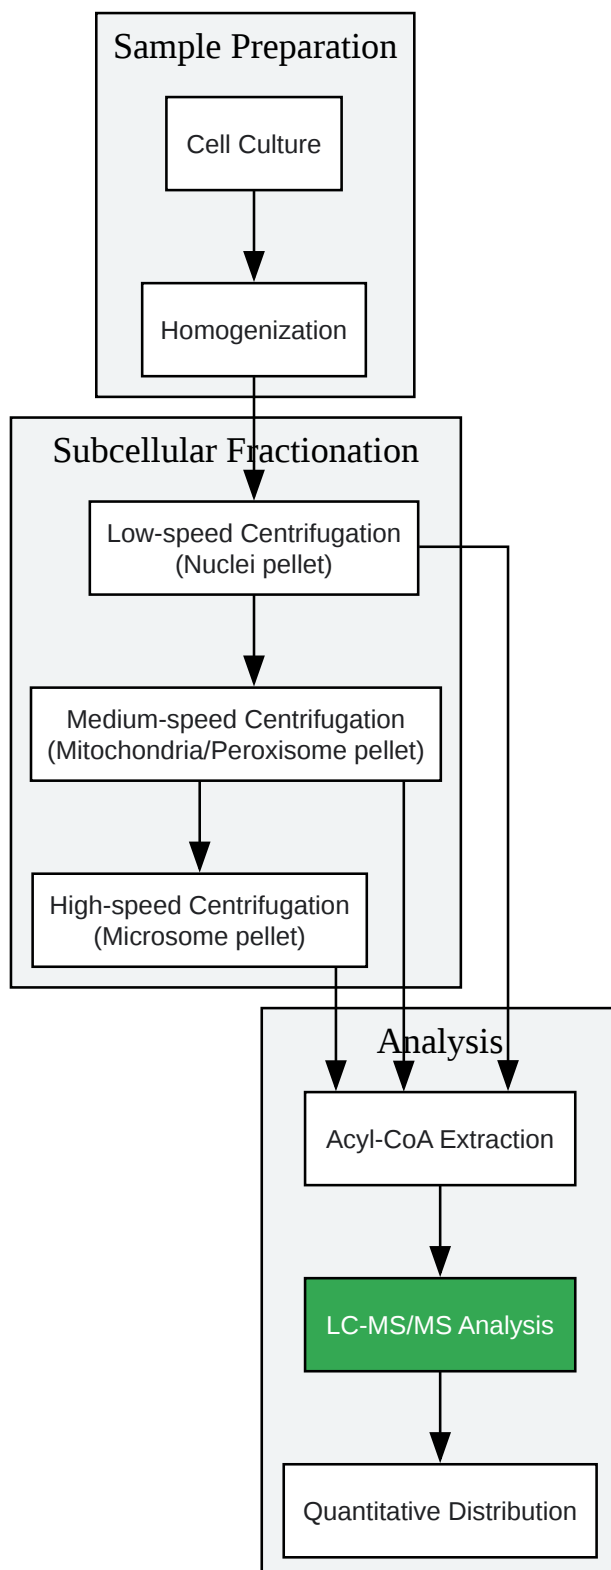 Sample Preparation
Cell Culture
Homogenization
Subcellular Fractionation
Low-speed Centrifugation
(Nuclei pellet)
Medium-speed Centrifugation
(Mitochondria/Peroxisome pellet)
High-speed Centrifugation
(Microsome pellet)
Analysis
Acyl-CoA Extraction
LC-MS/MS Analysis
Quantitative Distribution